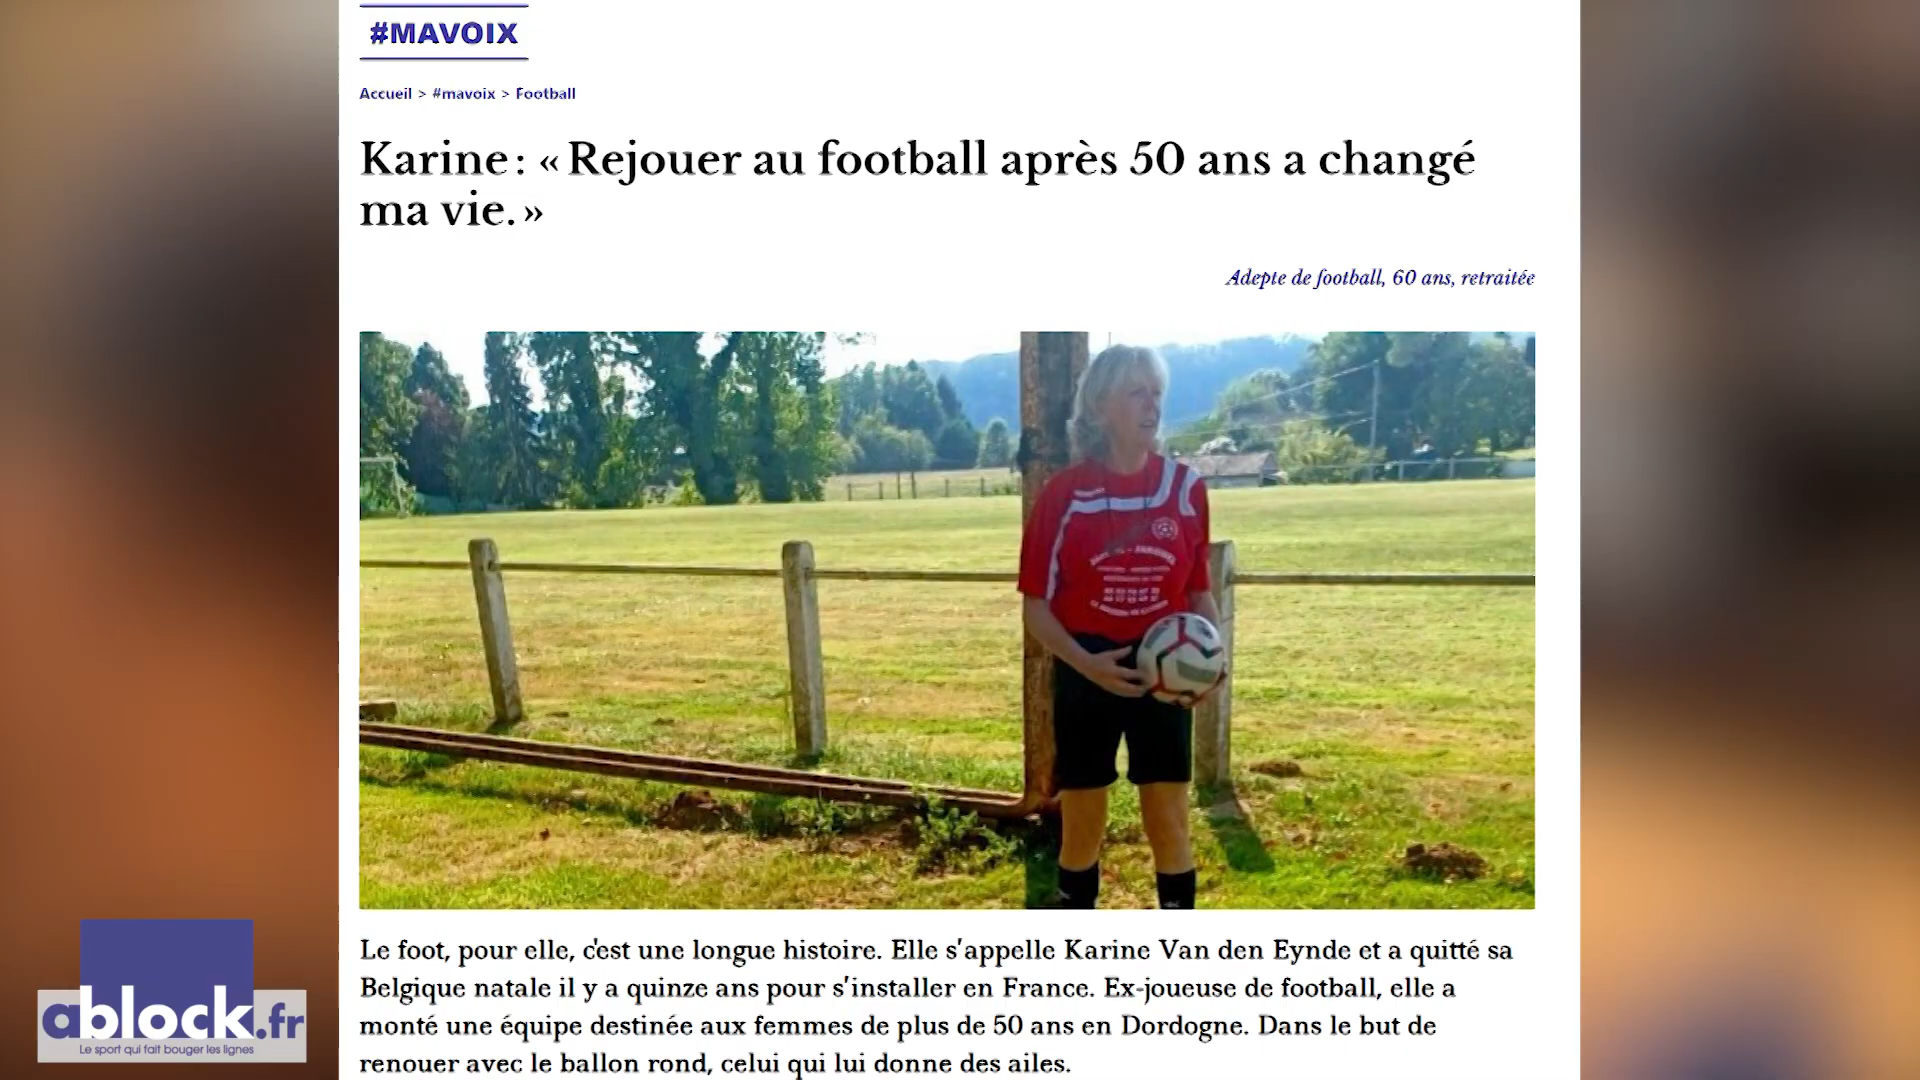 #MAVOIX
Accueil > #mavoix > Football
Karine : « Rejouer au football après 50 ans a changé
ma vie. »
Adepte de football, 60 ans, retraitée
Le foot, pour elle, c'est une longue histoire. Elle s'appelle Karine Van den Eynde et a quitté sa
Belgique natale il y a quinze ans pour s'installer en France. Ex-joueuse de football, elle a
monté une équipe destinée aux femmes de plus de 50 ans en Dordogne. Dans le but de
renouer avec le ballon rond, celui qui lui donne des ailes.
ablock.fr
Le sport qui fait bouger les lignes